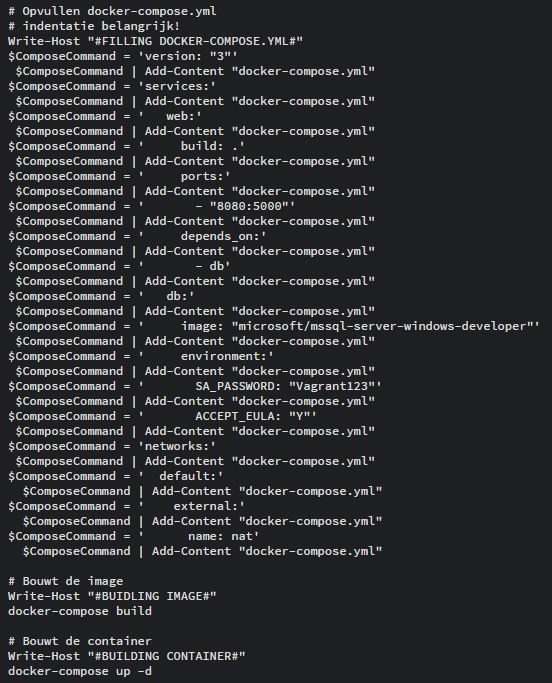 # Opvullen docker-compose.yml
# indentatie belangrijk!
Write-Host "#FILLING DOCKER-COMPOSE.YML#"
$ComposeCommand = 'version: "3"'
 $ComposeCommand | Add-Content "docker-compose.yml"
$ComposeCommand = 'services:'
 $ComposeCommand | Add-Content "docker-compose.yml"
$ComposeCommand = '   web:'
 $ComposeCommand | Add-Content "docker-compose.yml"
$ComposeCommand = '     build: .'
 $ComposeCommand | Add-Content "docker-compose.yml"
$ComposeCommand = '     ports:'
 $ComposeCommand | Add-Content "docker-compose.yml"
$ComposeCommand = '       - "8080:5000"'
 $ComposeCommand | Add-Content "docker-compose.yml"
$ComposeCommand = '     depends_on:'
 $ComposeCommand | Add-Content "docker-compose.yml"
$ComposeCommand = '       - db'
 $ComposeCommand | Add-Content "docker-compose.yml"
$ComposeCommand = '   db:'
 $ComposeCommand | Add-Content "docker-compose.yml"
$ComposeCommand = '     image: "microsoft/mssql-server-windows-developer"'
 $ComposeCommand | Add-Content "docker-compose.yml"
$ComposeCommand = '     environment:'
 $ComposeCommand | Add-Content "docker-compose.yml"
$ComposeCommand = '       SA_PASSWORD: "Vagrant123"'
 $ComposeCommand | Add-Content "docker-compose.yml"
$ComposeCommand = '       ACCEPT_EULA: "Y"'
 $ComposeCommand | Add-Content "docker-compose.yml"
$ComposeCommand = 'networks:'
 $ComposeCommand | Add-Content "docker-compose.yml"
$ComposeCommand = '  default:'
  $ComposeCommand | Add-Content "docker-compose.yml"
$ComposeCommand = '    external:'
  $ComposeCommand | Add-Content "docker-compose.yml"
$ComposeCommand = '      name: nat'
  $ComposeCommand | Add-Content "docker-compose.yml"

# Bouwt de image
Write-Host "#BUIDLING IMAGE#"
docker-compose build

# Bouwt de container
Write-Host "#BUILDING CONTAINER#"
docker-compose up -d